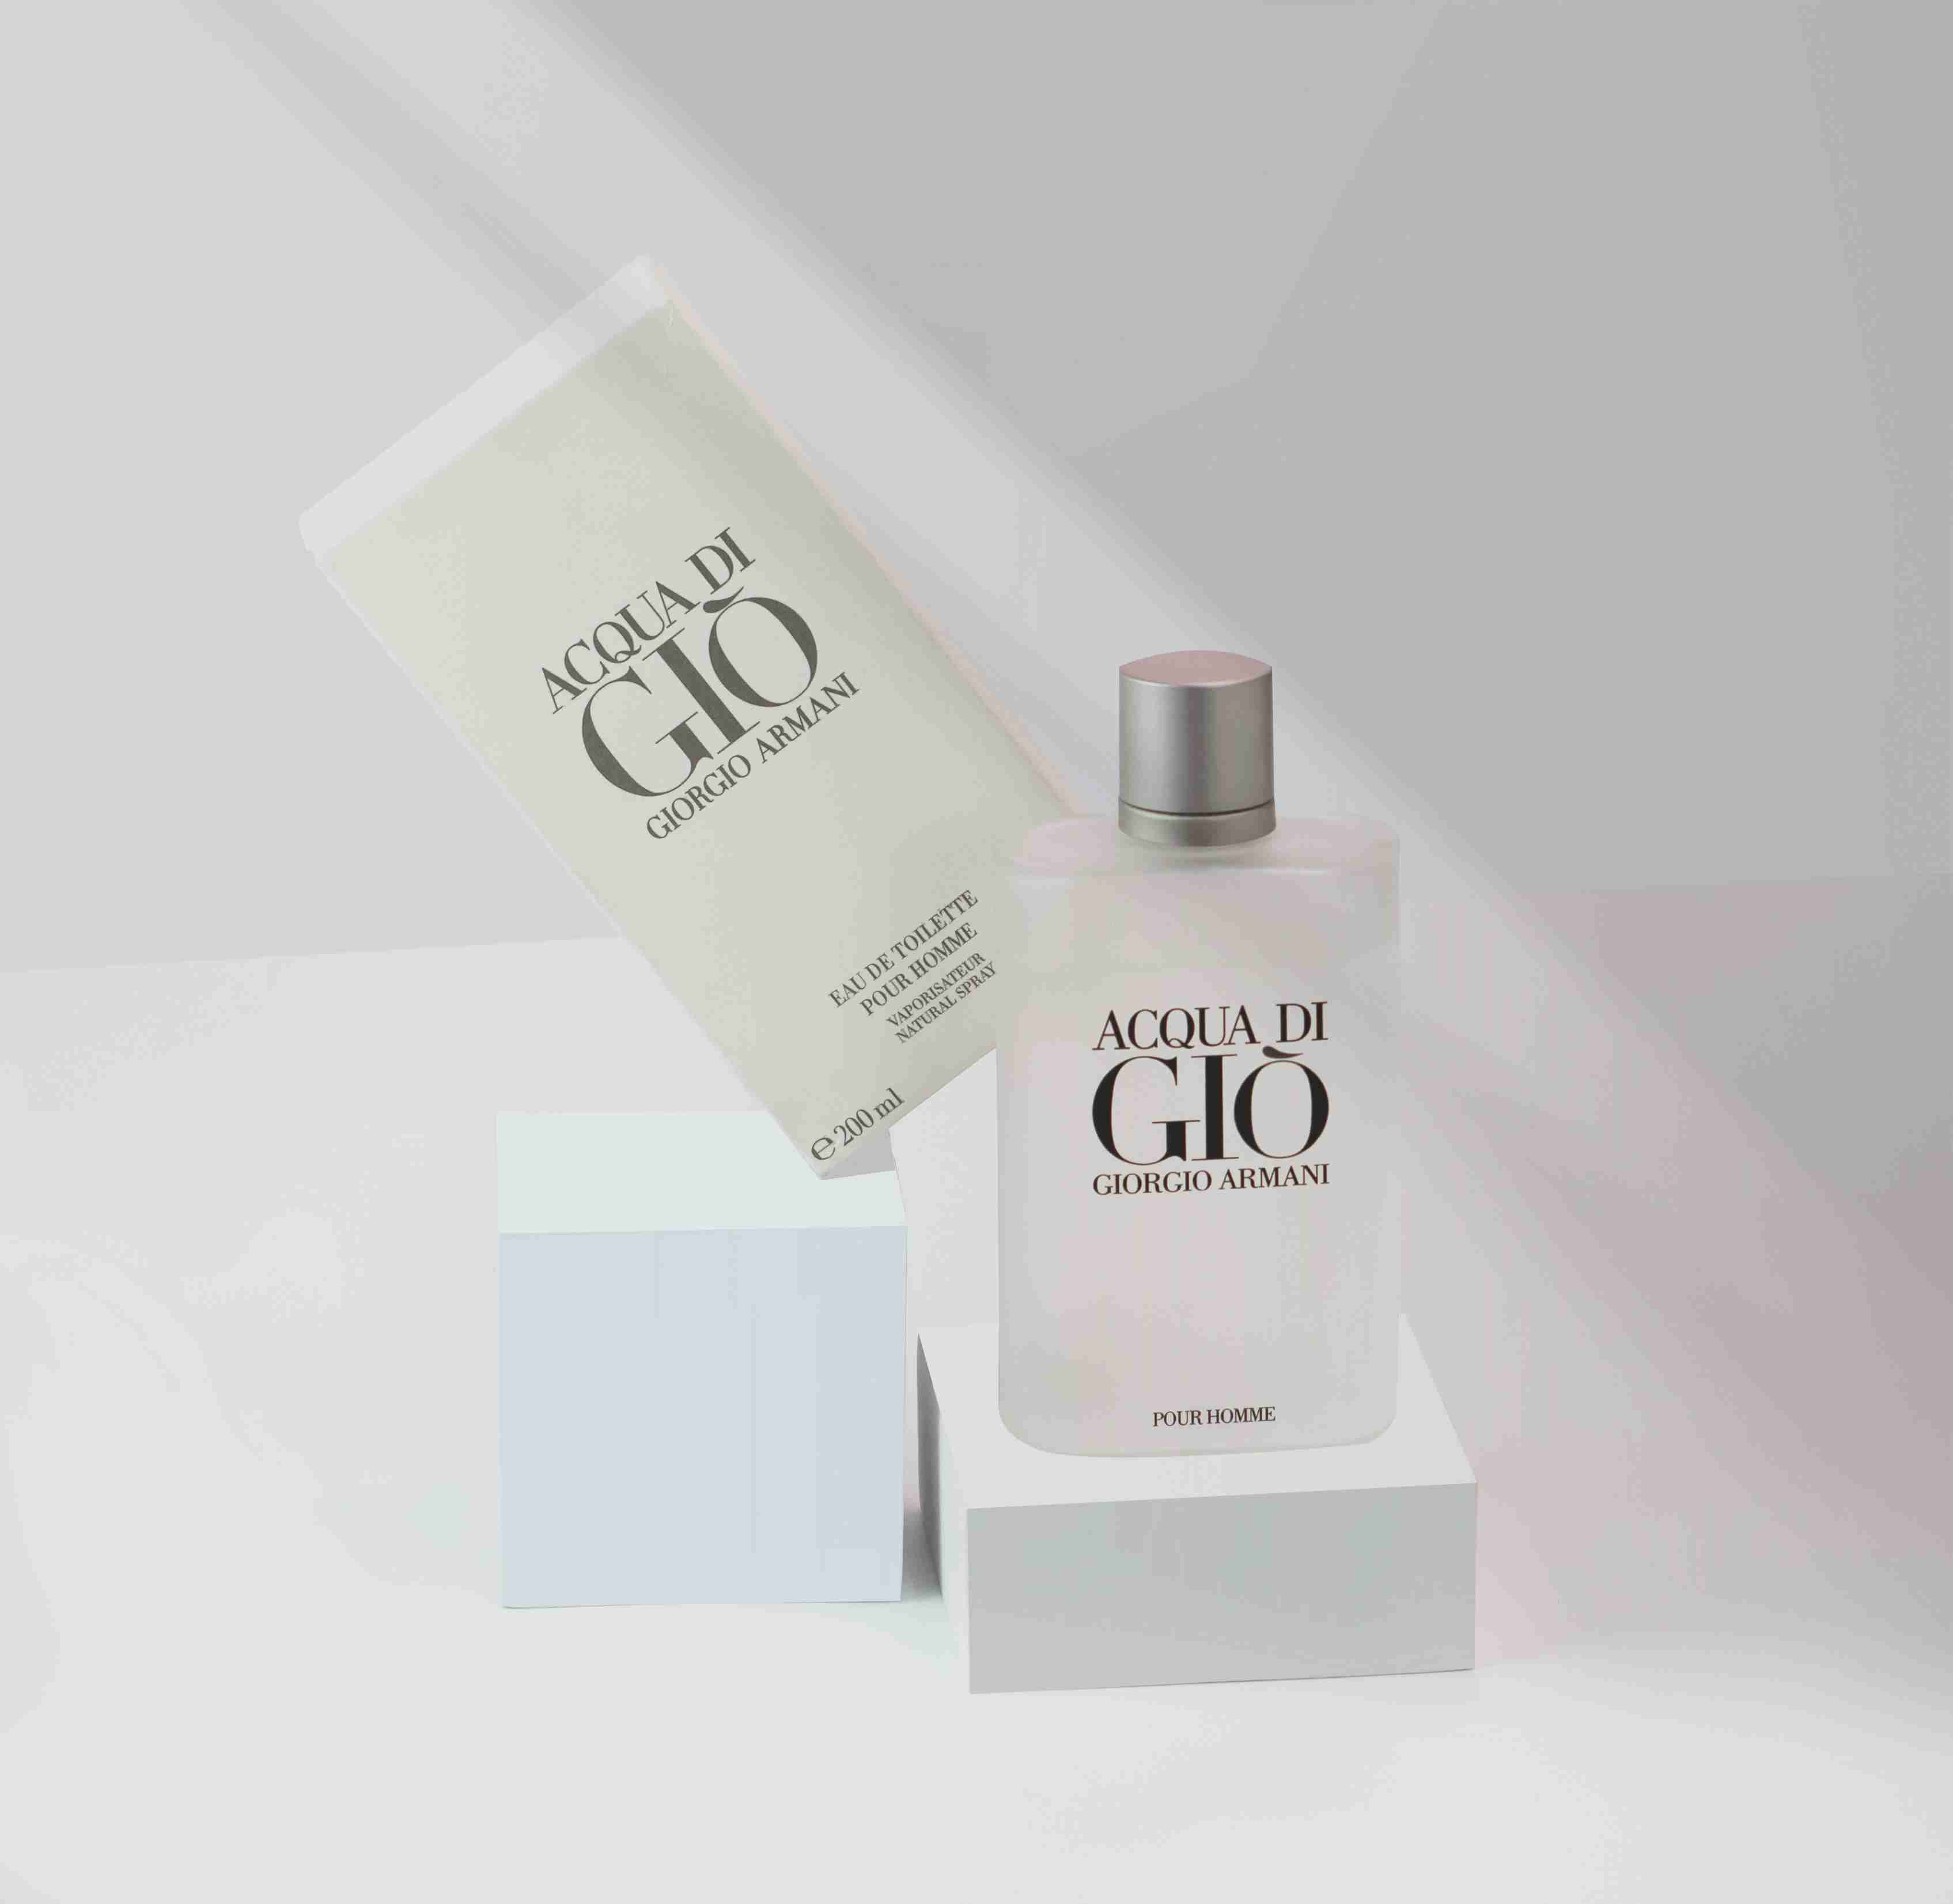 ACQUA DI
GIÒ
GIORGIO ARMANI
EAU DE TOILETTE
POUR HOMME
VAPORISATEUR
NATURAL SPRAY
℮ 200 ml
ACQUA DI
GIÒ
GIORGIO ARMANI
POUR HOMME